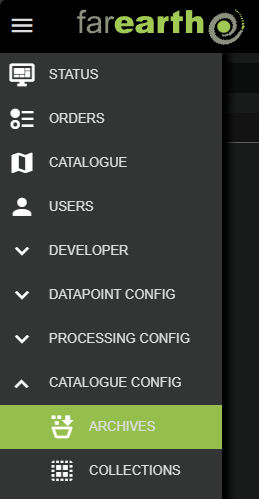 farearth
STATUS
ORDERS
CATALOGUE
USERS
DEVELOPER
DATAPOINT CONFIG
PROCESSING CONFIG
CATALOGUE CONFIG
ARCHIVES
COLLECTIONS